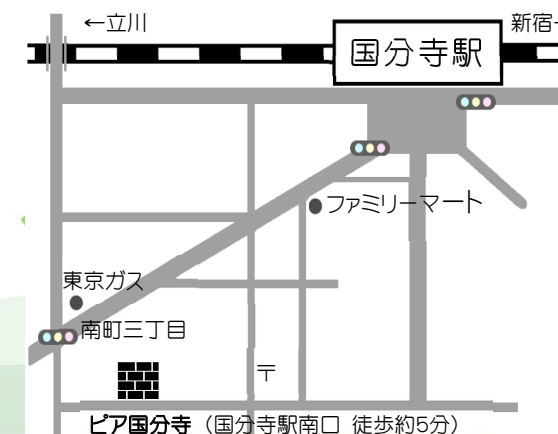 ←立川
新宿
国分寺駅
ファミリーマート
東京ガス
南町三丁目
〒
ピア国分寺（国分寺駅南口 徒歩約5分）